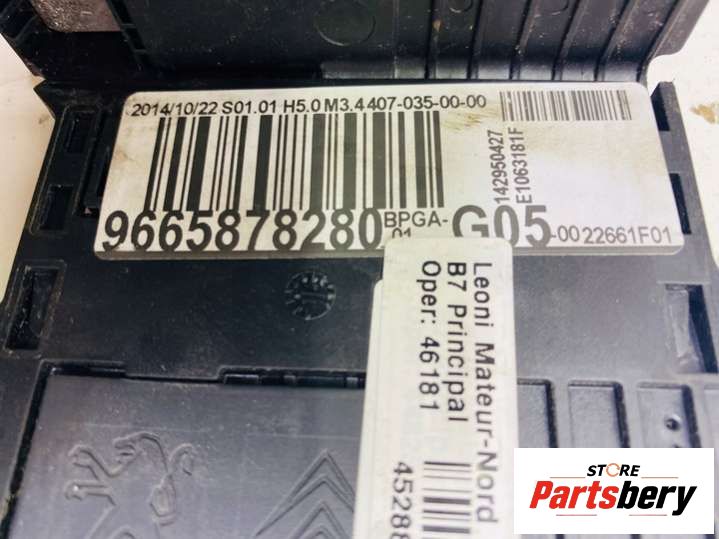 2014/10/22 S01.01 H5.0 M3.4 407-035-00-00
142950427
E1063181F
9665878280 BPGA-
01 G05 -00 22661F01
Leoni Mateur-Nord
B7 Principal
Oper: 46181
45288
STORE
Partsbery